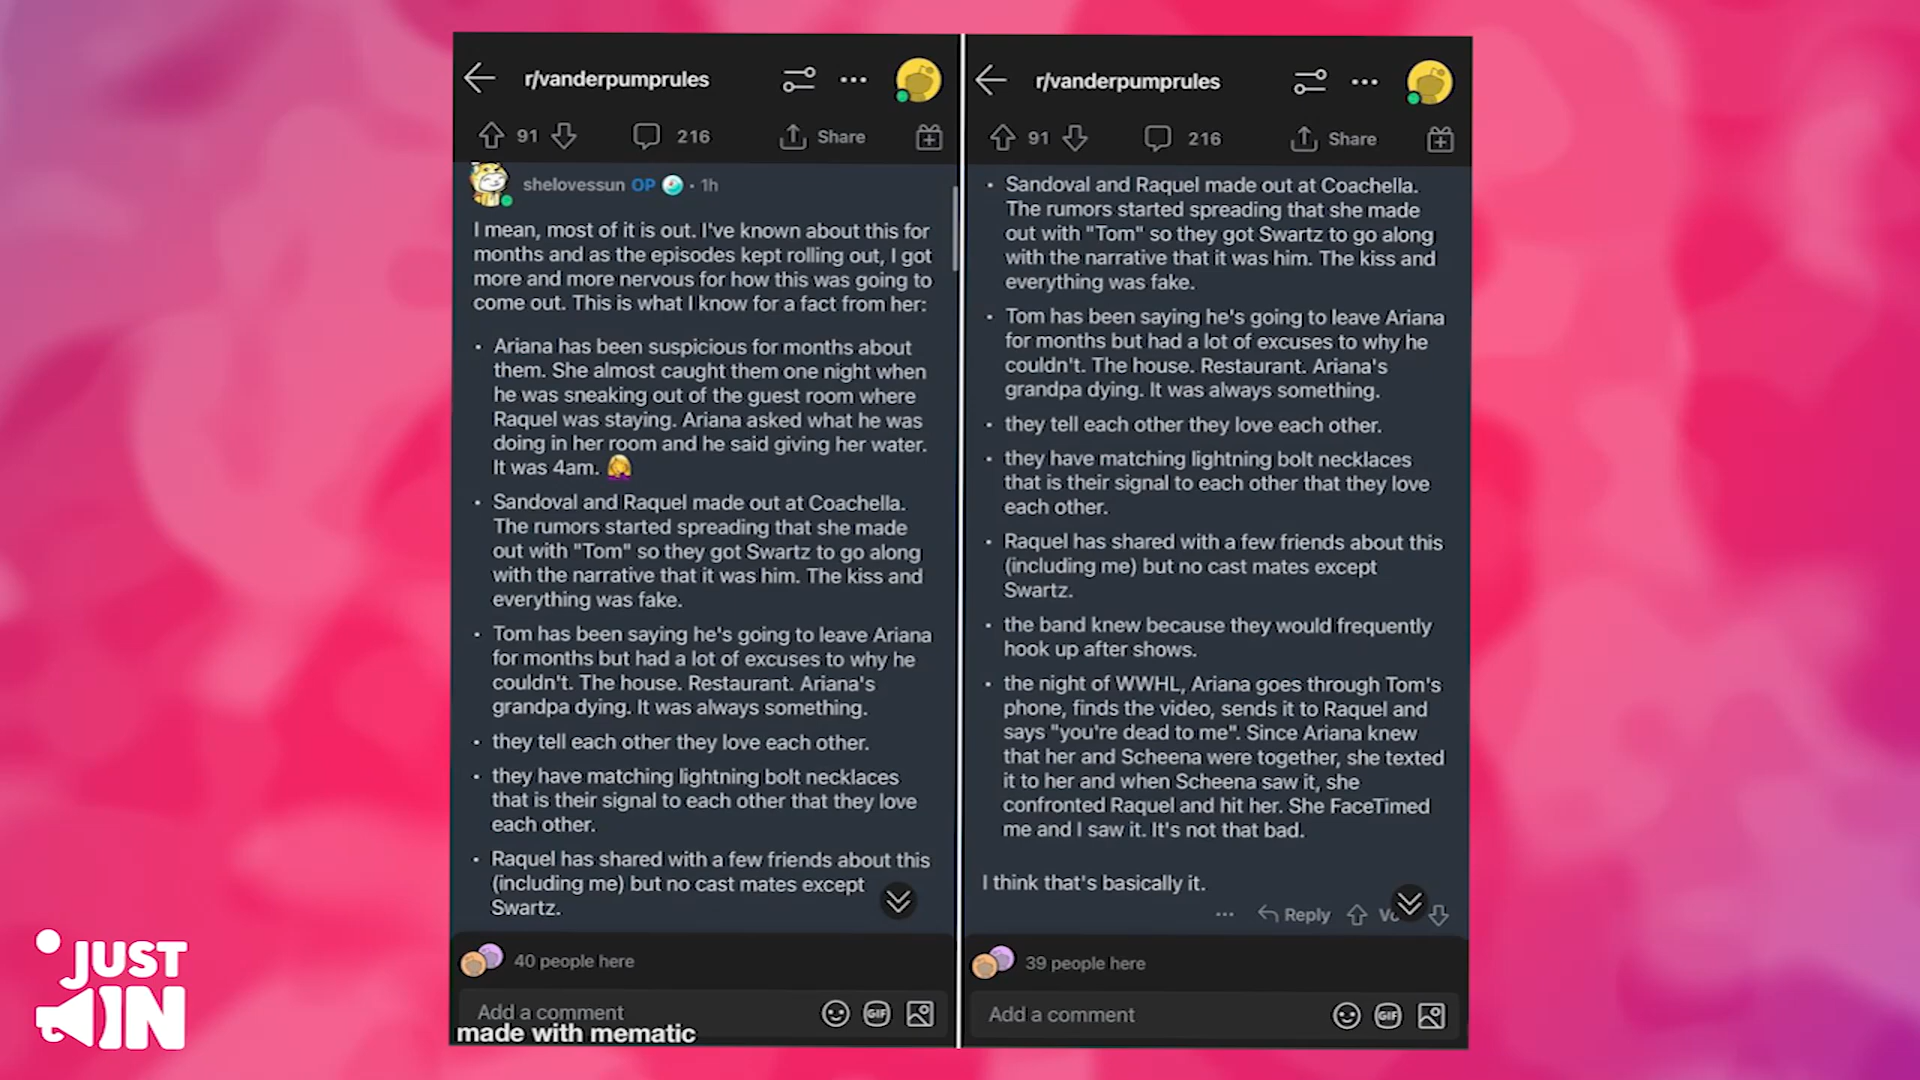 r/vanderpumprules
91
216
Share
shelovessun OP · 1h
I mean, most of it is out. I've known about this for
months and as the episodes kept rolling out, I got
more and more nervous for how this was going to
come out. This is what I know for a fact from her:
• Ariana has been suspicious for months about
them. She almost caught them one night when
he was sneaking out of the guest room where
Raquel was staying. Ariana asked what he was
doing in her room and he said giving her water.
It was 4am. 🤦‍♀️
• Sandoval and Raquel made out at Coachella.
The rumors started spreading that she made
out with "Tom" so they got Swartz to go along
with the narrative that it was him. The kiss and
everything was fake.
• Tom has been saying he's going to leave Ariana
for months but had a lot of excuses to why he
couldn't. The house. Restaurant. Ariana's
grandpa dying. It was always something.
• they tell each other they love each other.
• they have matching lightning bolt necklaces
that is their signal to each other that they love
each other.
• Raquel has shared with a few friends about this
(including me) but no cast mates except
Swartz.
40 people here
Add a comment
GIF
made with mematic
r/vanderpumprules
91
216
Share
• Sandoval and Raquel made out at Coachella.
The rumors started spreading that she made
out with "Tom" so they got Swartz to go along
with the narrative that it was him. The kiss and
everything was fake.
• Tom has been saying he's going to leave Ariana
for months but had a lot of excuses to why he
couldn't. The house. Restaurant. Ariana's
grandpa dying. It was always something.
• they tell each other they love each other.
• they have matching lightning bolt necklaces
that is their signal to each other that they love
each other.
• Raquel has shared with a few friends about this
(including me) but no cast mates except
Swartz.
• the band knew because they would frequently
hook up after shows.
• the night of WWHL, Ariana goes through Tom's
phone, finds the video, sends it to Raquel and
says "you're dead to me". Since Ariana knew
that her and Scheena were together, she texted
it to her and when Scheena saw it, she
confronted Raquel and hit her. She FaceTimed
me and I saw it. It's not that bad.
I think that's basically it.
Reply
39 people here
Add a comment
GIF
JUST
IN